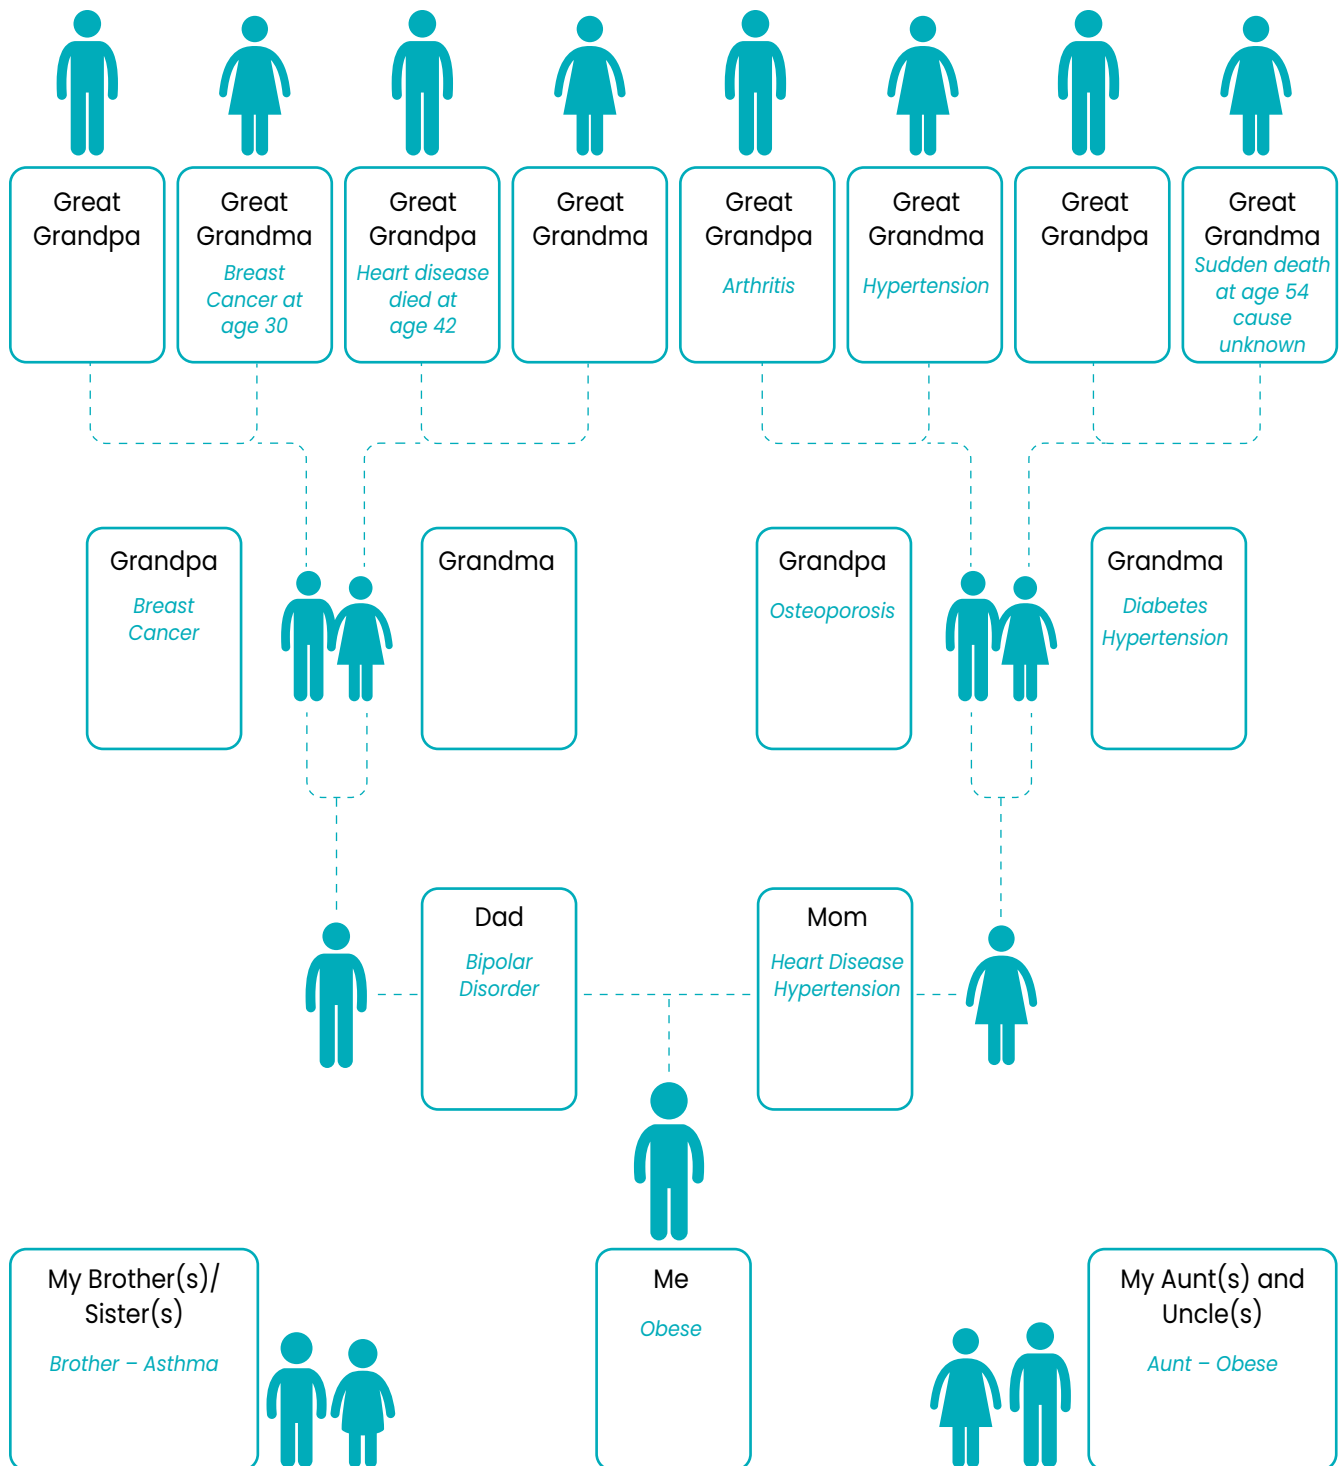 Great
Grandpa
Great
Grandma
Breast
Cancer at
age 30
Great
Grandpa
Heart disease
died at
age 42
Great
Grandma
Great
Grandpa
Arthritis
Great
Grandma
Hypertension
Great
Grandpa
Great
Grandma
Sudden death
at age 54
cause
unknown
Grandpa
Breast
Cancer
Grandma
Grandpa
Osteoporosis
Grandma
Diabetes
Hypertension
Dad
Bipolar
Disorder
Mom
Heart Disease
Hypertension
My Brother(s)/
Sister(s)
Brother – Asthma
Me
Obese
My Aunt(s) and
Uncle(s)
Aunt – Obese